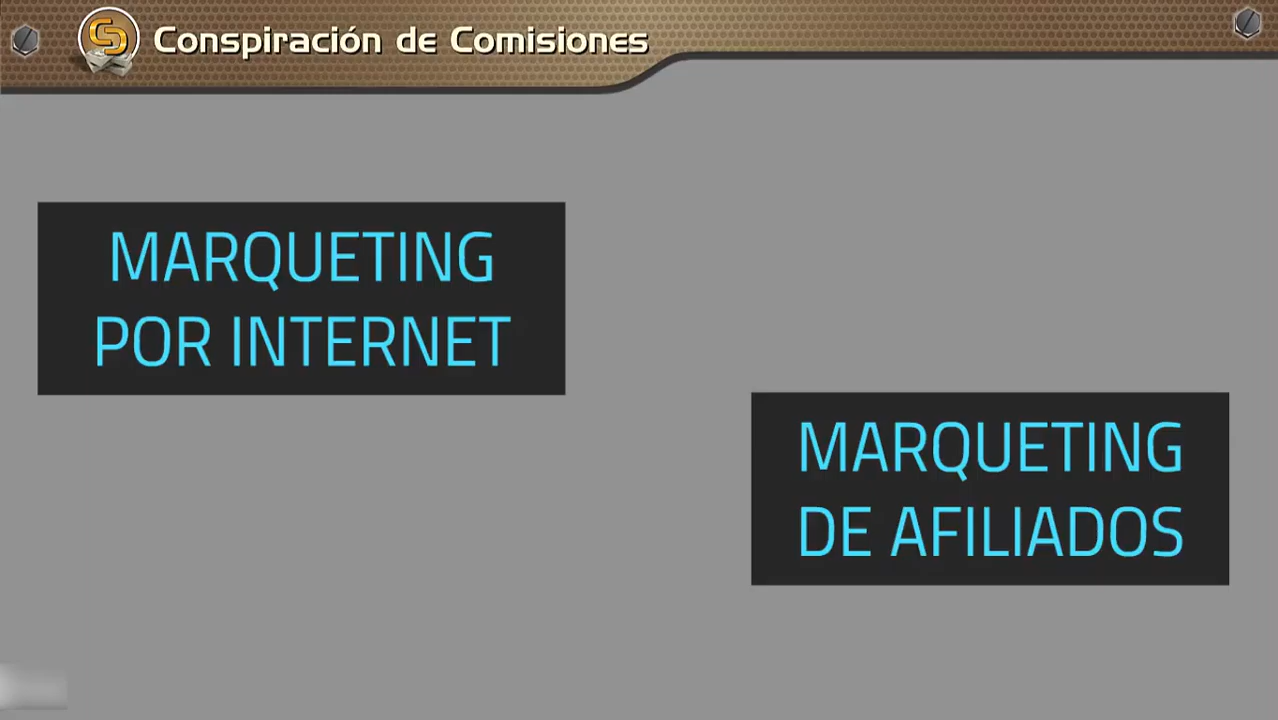 Conspiración de Comisiones
MARQUETING
POR INTERNET
MARQUETING
DE AFILIADOS